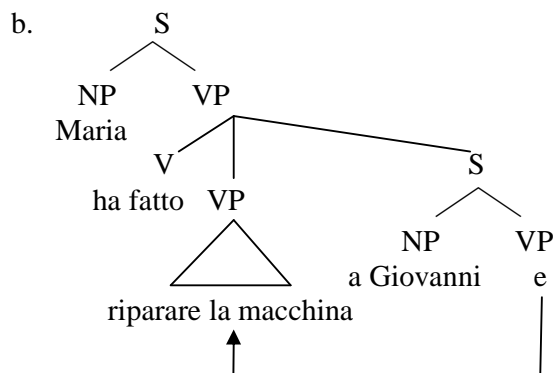 b. S
NP VP
Maria
V S
ha fatto VP
NP VP
a Giovanni e
riparare la macchina